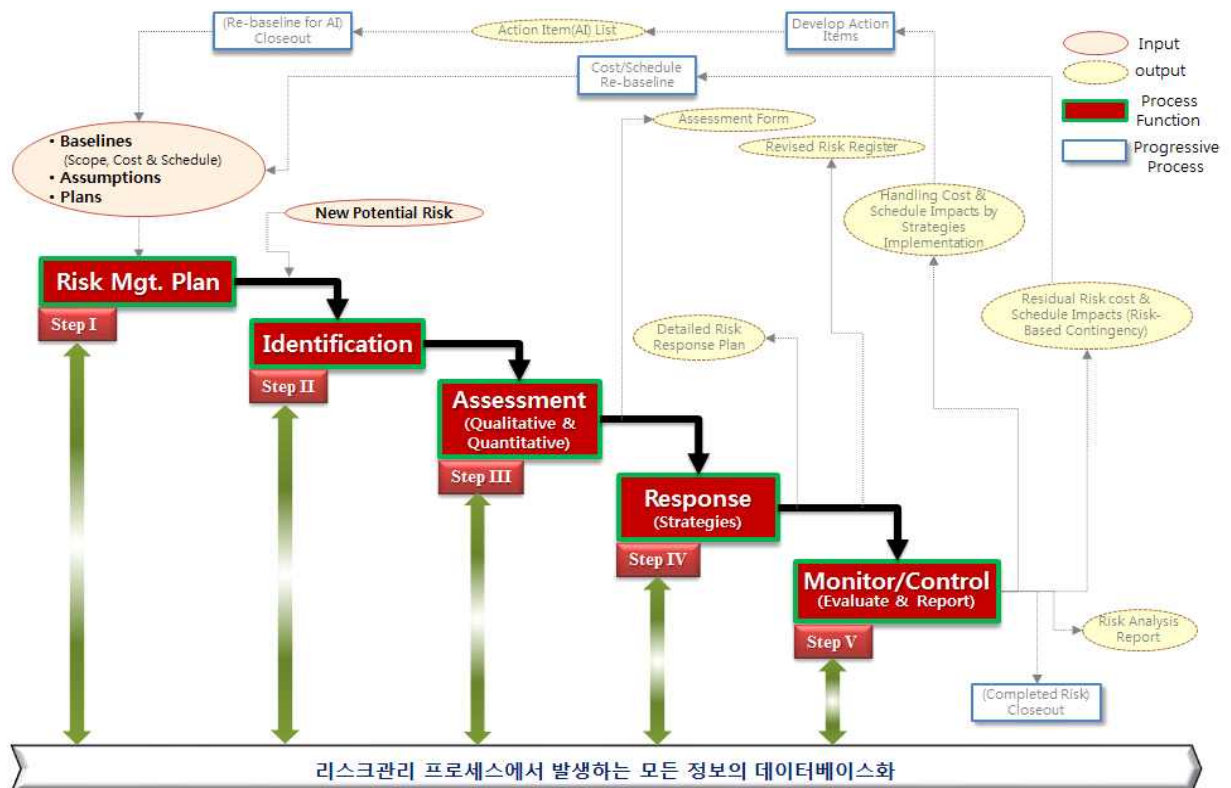 (Re-baseline for AI)
Closeout
Action Item(AI) List
Develop Action
Items
Cost/Schedule
Re-baseline
Input
output
Process
Function
Progressive
Process
Assessment Form
Revised Risk Register
• Baselines
(Scope, Cost & Schedule)
• Assumptions
• Plans
New Potential Risk
Handling Cost &
Schedule Impacts by
Strategies
Implementation
Residual Risk cost &
Schedule Impacts (Risk-
Based Contingency)
Detailed Risk
Response Plan
Risk Mgt. Plan
Step I
Identification
Step II
Assessment
(Qualitative &
Quantitative)
Step III
Response
(Strategies)
Step IV
Monitor/Control
(Evaluate & Report)
Step V
Risk Analysis
Report
(Completed Risk)
Closeout
리스크관리 프로세스에서 발생하는 모든 정보의 데이터베이스화